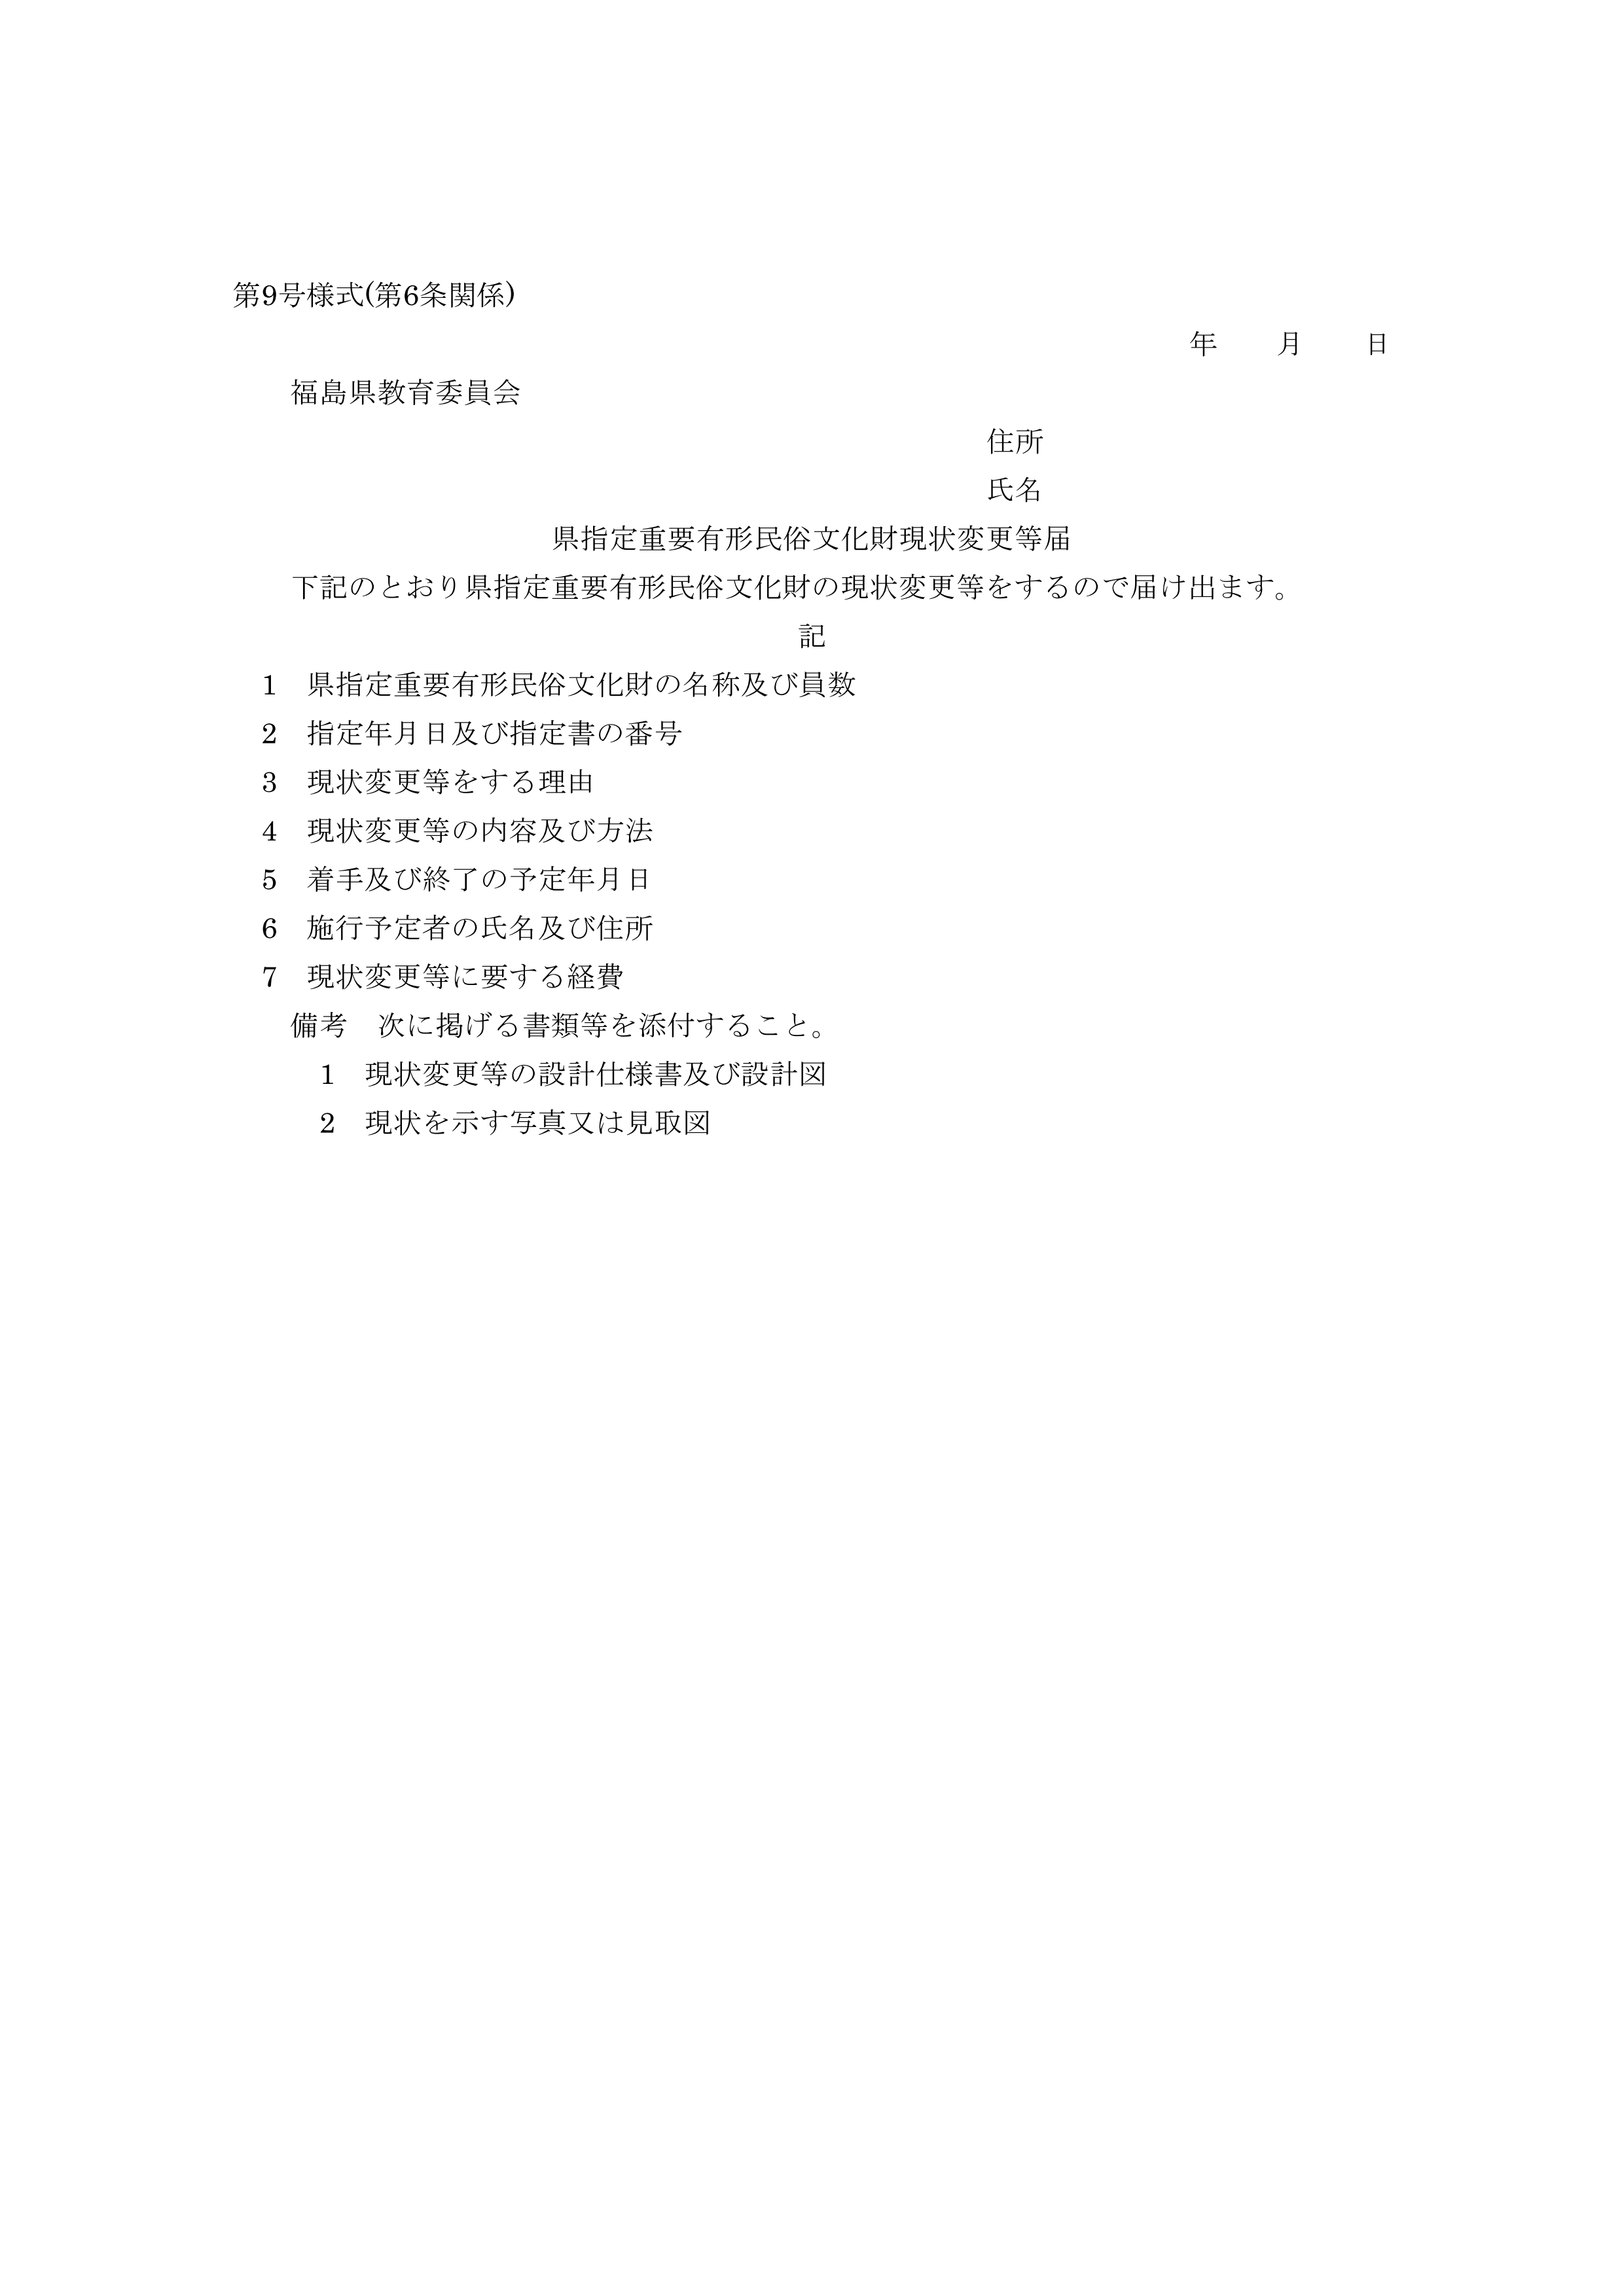 第9号様式(第6条関係)
年　　月　　日
福島県教育委員会
住所
氏名
県指定重要有形民俗文化財現状変更等届
下記のとおり県指定重要有形民俗文化財の現状変更等をするので届け出ます。
記
1　県指定重要有形民俗文化財の名称及び員数
2　指定年月日及び指定書の番号
3　現状変更等をする理由
4　現状変更等の内容及び方法
5　着手及び終了の予定年月日
6　施行予定者の氏名及び住所
7　現状変更等に要する経費
備考　次に掲げる書類等を添付すること。
1　現状変更等の設計仕様書及び設計図
2　現状を示す写真又は見取図